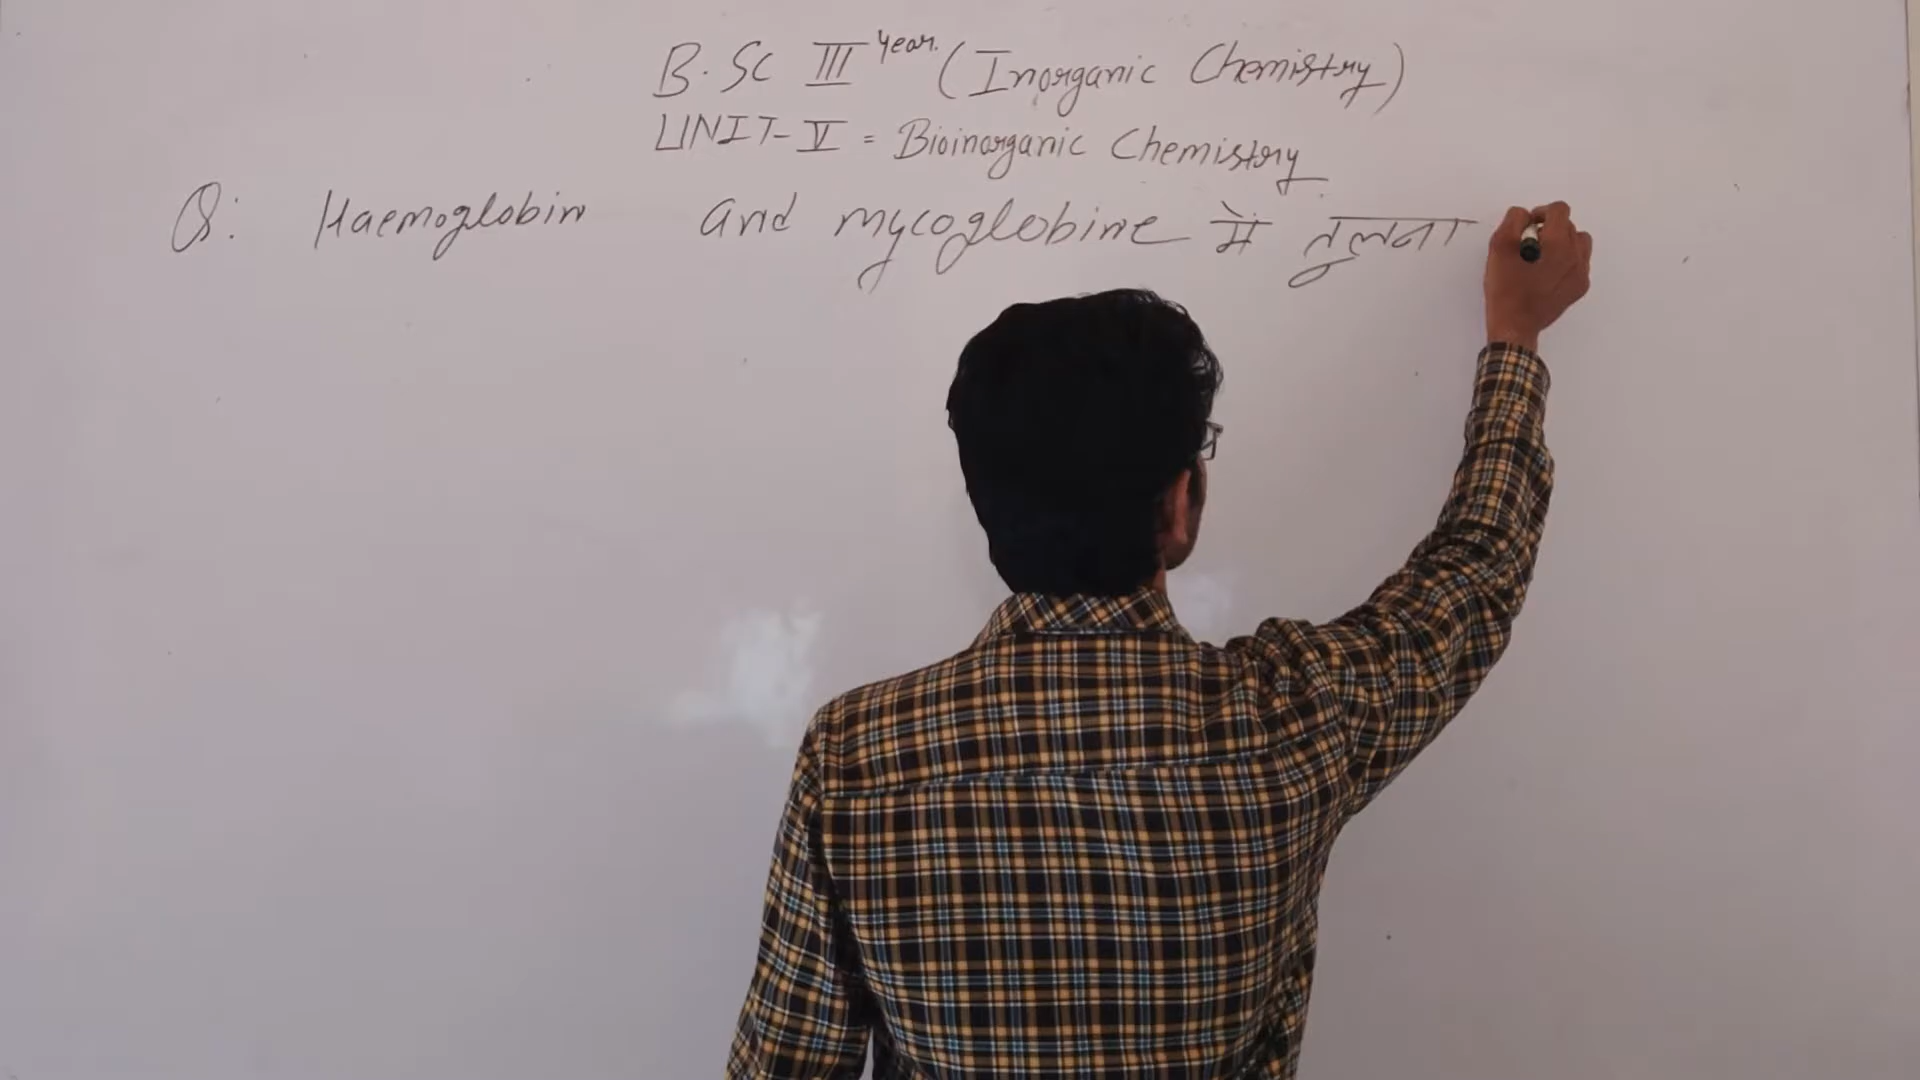 B.Sc III Year. (Inorganic Chemistry)
UNIT-V = Bioinorganic Chemistry
Q: Haemoglobin and mycoglobine में तुलना